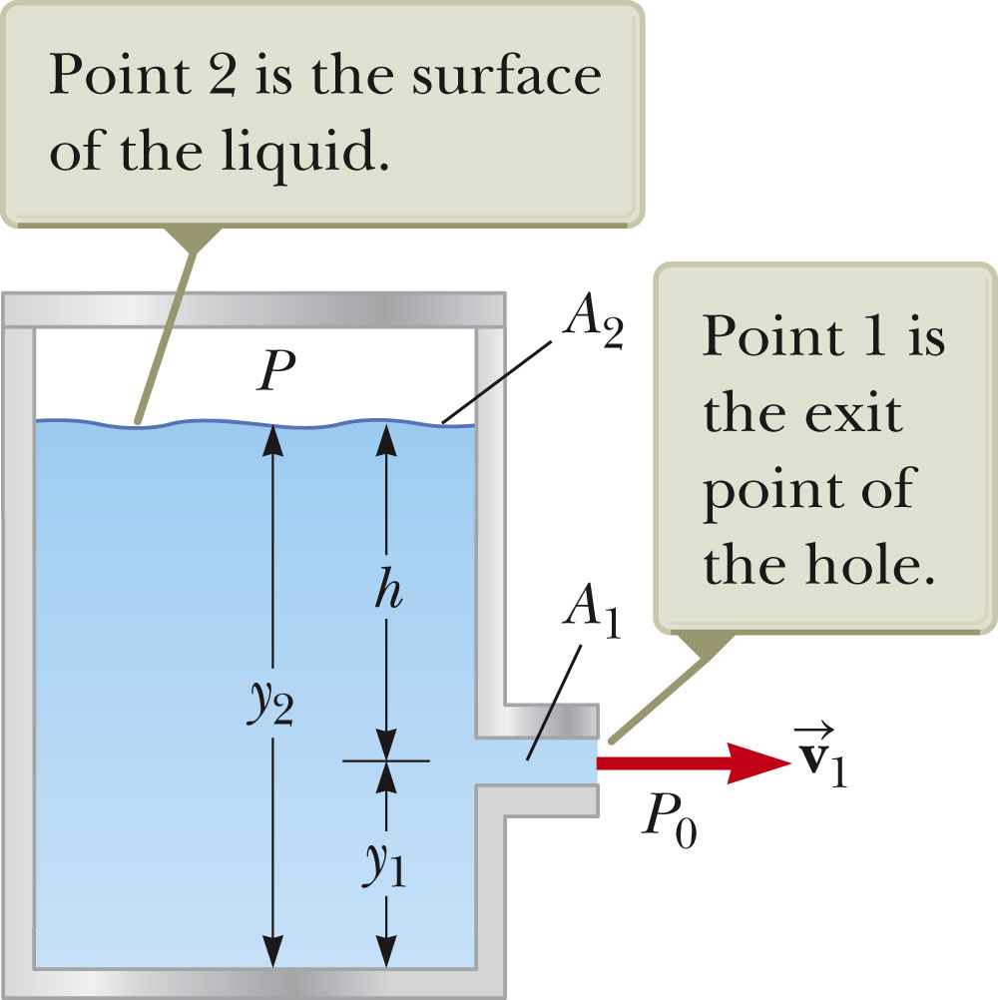 Point 2 is the surface
of the liquid.
A₂
P
Point 1 is
the exit
point of
the hole.
h
A₁
y₂
v⃗₁
P₀
y₁